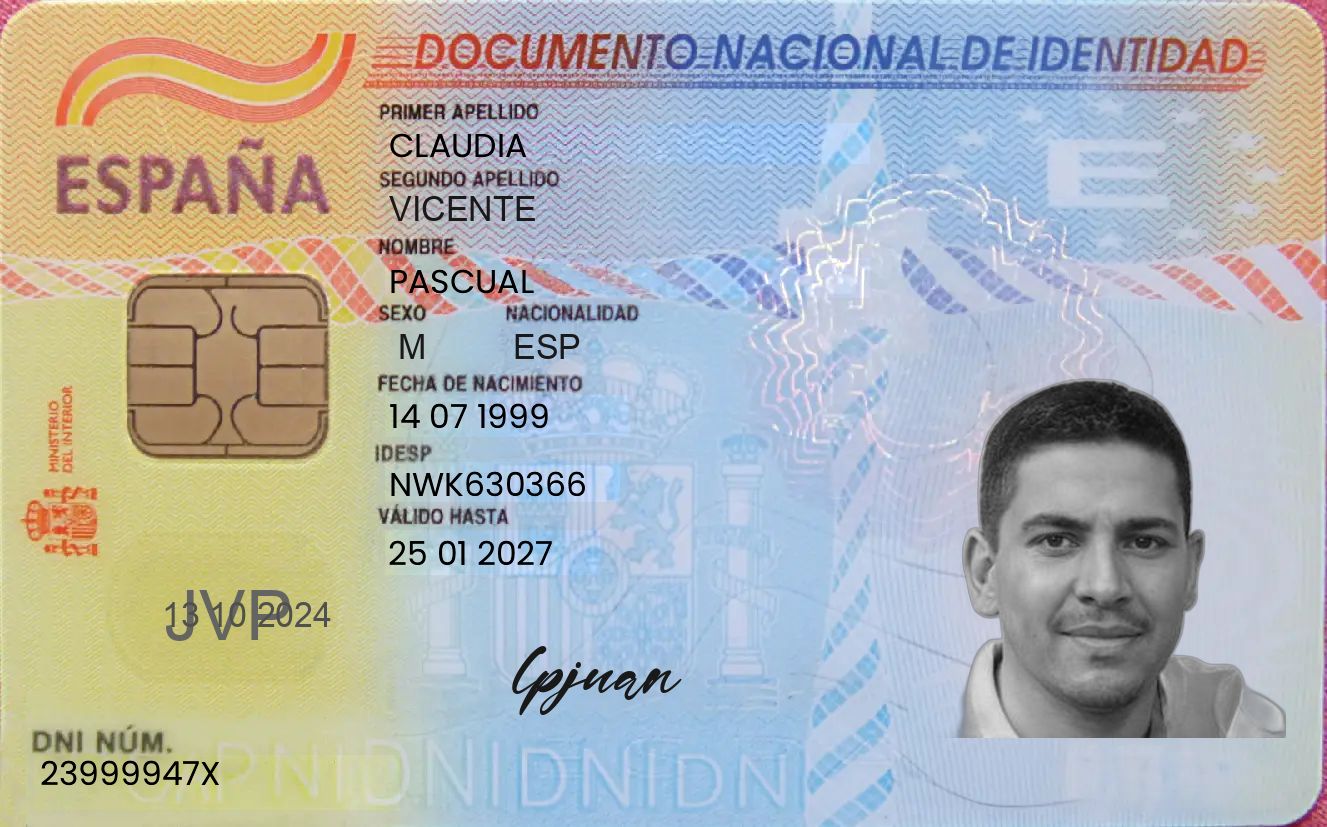 DOCUMENTO NACIONAL DE IDENTIDAD
ESPAÑA
PRIMER APELLIDO
CLAUDIA
SEGUNDO APELLIDO
VICENTE
NOMBRE
PASCUAL
SEXO NACIONALIDAD
M ESP
FECHA DE NACIMIENTO
14 07 1999
IDESP
NWK630366
VÁLIDO HASTA
25 01 2027
MINISTERIO
DEL INTERIOR
E
JVP
13 10 2024
Cpjuan
DNI NÚM.
23999947X
DNIDNIDNIDNI